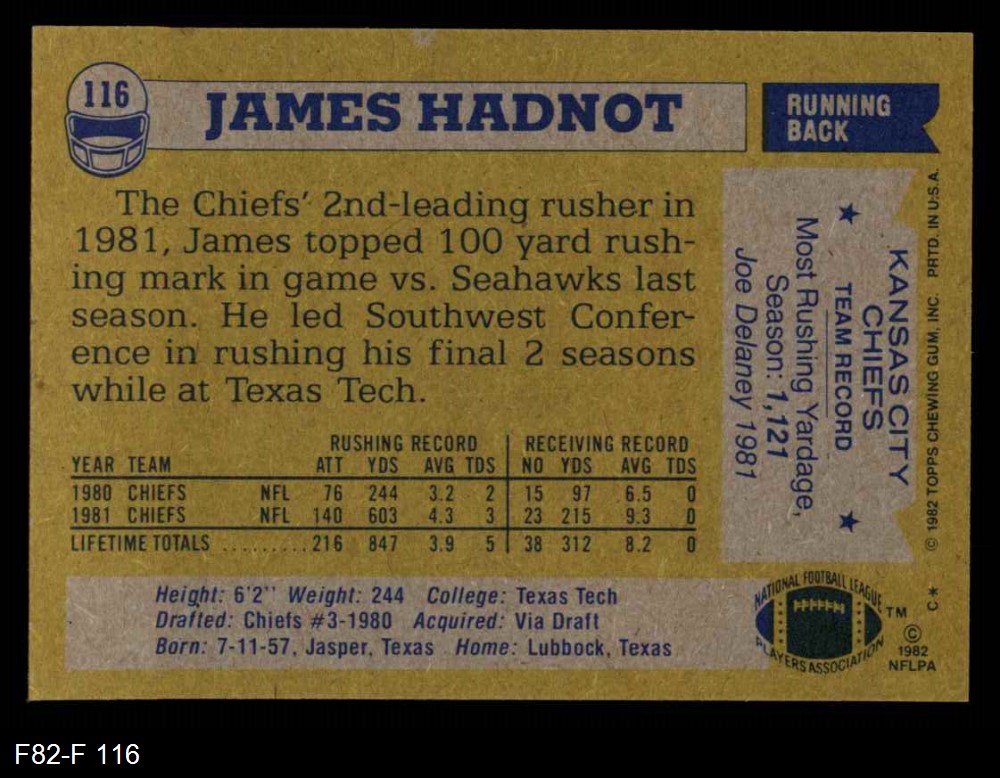 116
JAMES HADNOT
RUNNING
BACK
The Chiefs' 2nd-leading rusher in
1981, James topped 100 yard rush-
ing mark in game vs. Seahawks last
season. He led Southwest Confer-
ence in rushing his final 2 seasons
while at Texas Tech.
RUSHING RECORD RECEIVING RECORD
YEAR TEAM ATT YDS AVG TDS NO YDS AVG TDS
1980 CHIEFS NFL 76 244 3.2 2 15 97 6.5 0
1981 CHIEFS NFL 140 603 4.3 3 23 215 9.3 0
LIFETIME TOTALS ..........216 847 3.9 5 38 312 8.2 0
Height: 6'2" Weight: 244 College: Texas Tech
Drafted: Chiefs #3-1980 Acquired: Via Draft
Born: 7-11-57, Jasper, Texas Home: Lubbock, Texas
KANSAS CITY
CHIEFS
★ TEAM RECORD ★
Most Rushing Yardage,
Season: 1,121
Joe Delaney 1981
© 1982 TOPPS CHEWING GUM, INC. PRTD. IN U.S.A.
C*
NATIONAL FOOTBALL LEAGUE
PLAYERS ASSOCIATION
TM
©
1982
NFLPA
F82-F 116